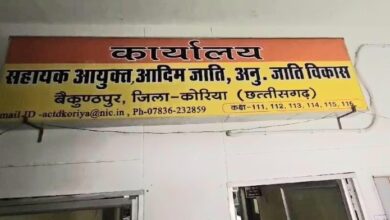 कार्यालय
सहायक आयुक्त, आदिम जाति, अनु. जाति विकास
बैकुण्ठपुर, जिला-कोरिया (छत्तीसगढ़)
mail ID -actdkoriya@nic.in , Ph-07836-232859 कक्ष-111, 112, 113, 114, 115, 116